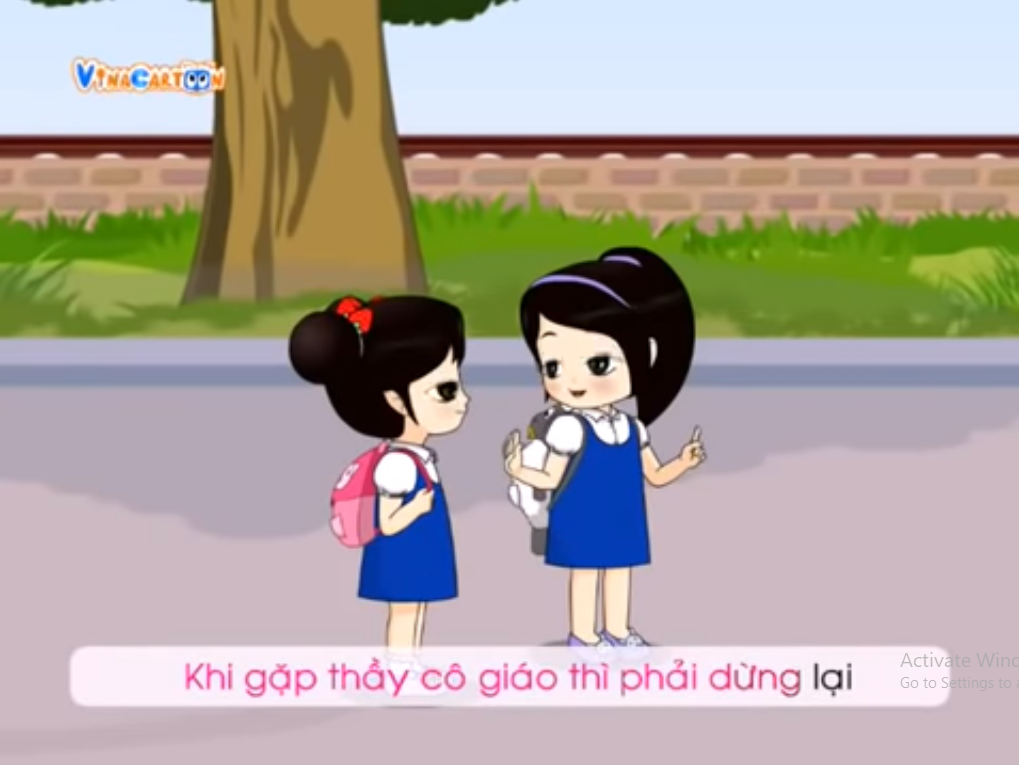 VINACARTOON
Khi gặp thầy cô giáo thì phải dừng lại
Activate Wind
Go to Settings to a